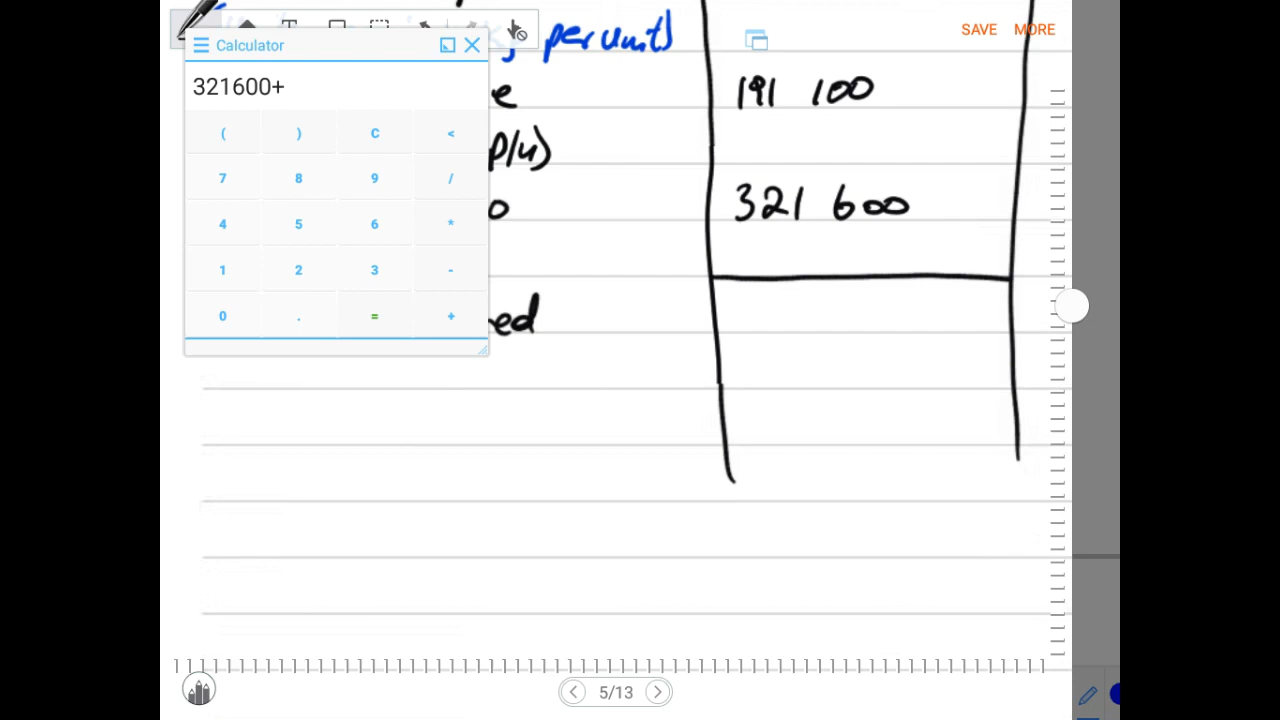 SAVE MORE
Calculator
, per unit)
321600+
e 191 100
( ) C <
p/u)
7 8 9 /
o 321 600
4 5 6 *
1 2 3 -
0 . = +
ed
5/13